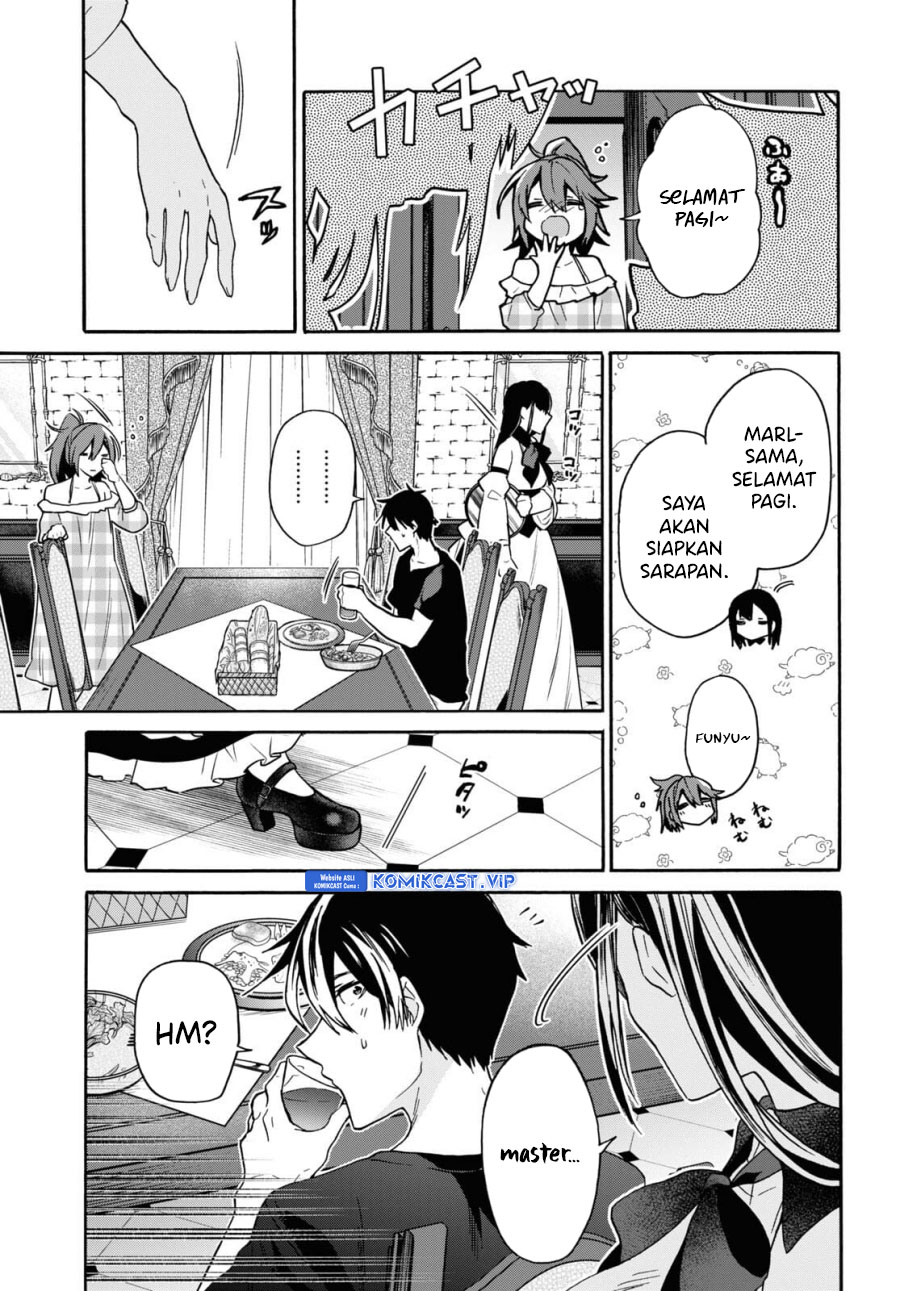 カチャッ
ふぁ〜
SELAMAT
PAGI~
スッ
MARL-
SAMA,
SELAMAT
PAGI.
SAYA
AKAN
SIAPKAN
SARAPAN.
FUNYU~
ねむ
ねむ
コツ
コツ
………
ピタッ
Website ASLI
KOMIKCAST Cuma :
KOMIKCAST.VIP
master...
HM?